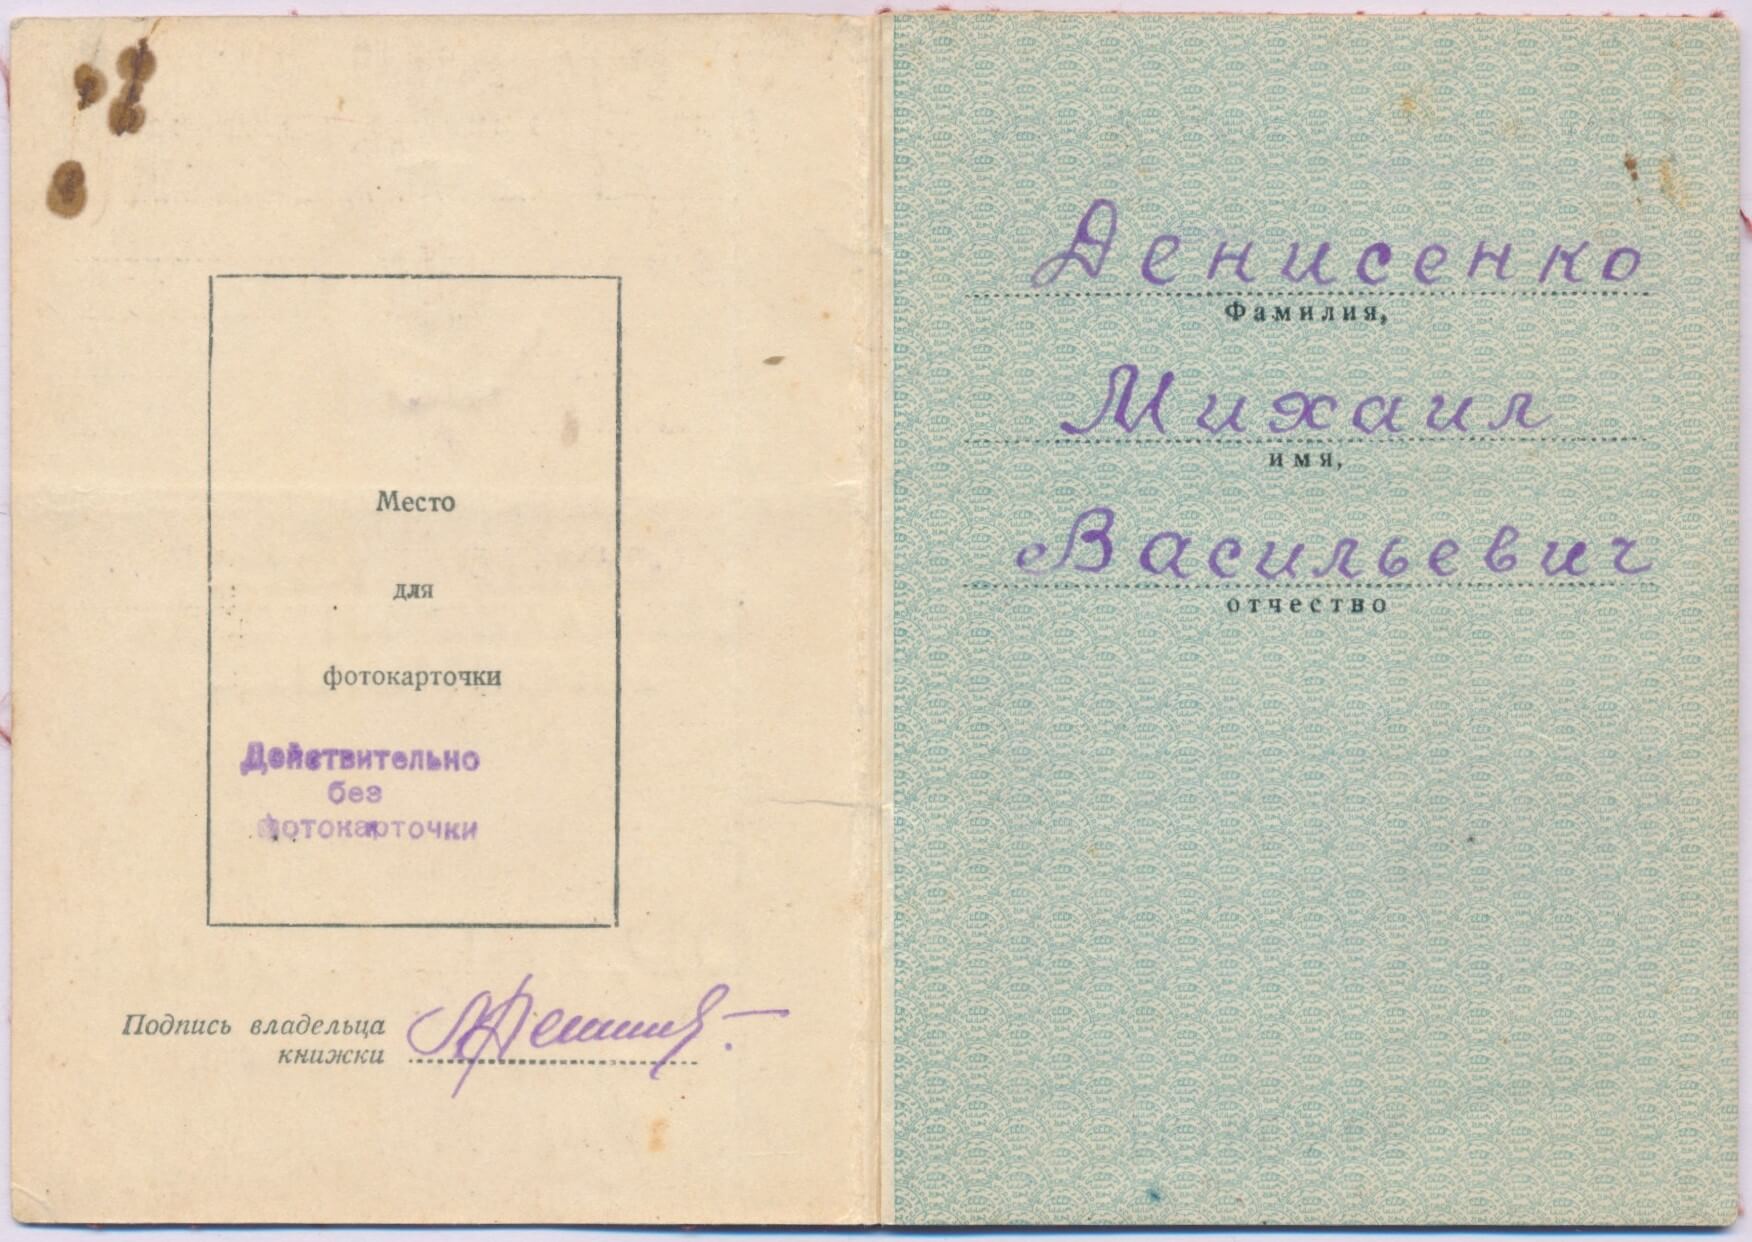 Место
для
фотокарточки
Действительно
без
фотокарточки
Подпись владельца
книжки
Денисенко
Фамилия,
Михаил
имя,
Васильевич
отчество